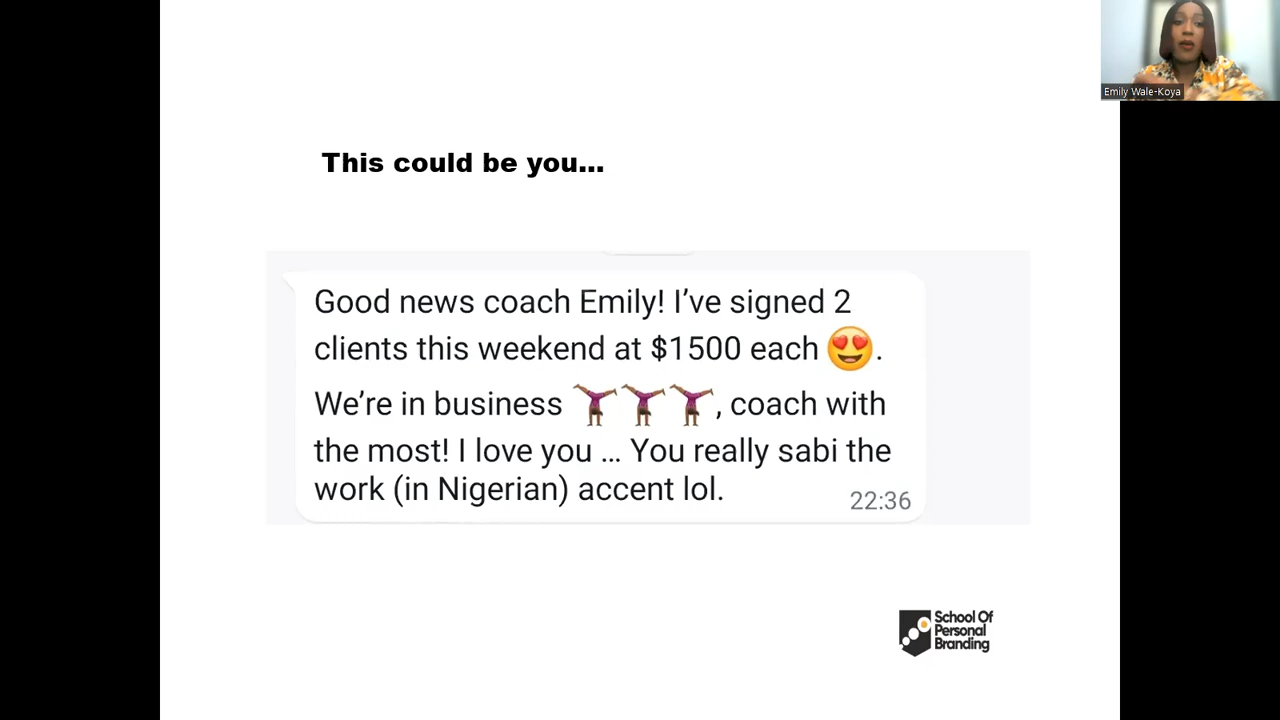 Emily Wale-Koya
This could be you...
Good news coach Emily! I’ve signed 2
clients this weekend at $1500 each 😍.
We’re in business 🤸🏾‍♀️🤸🏾‍♀️🤸🏾‍♀️, coach with
the most! I love you ... You really sabi the
work (in Nigerian) accent lol.
22:36
School Of
Personal
Branding